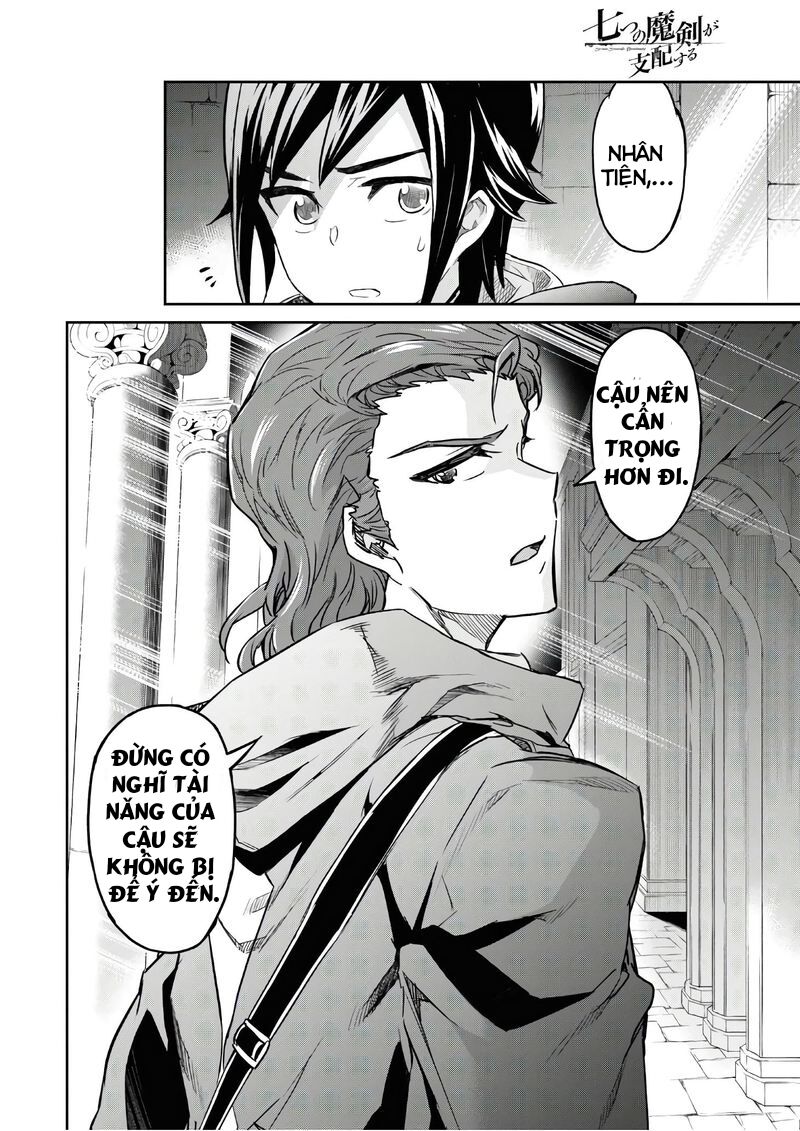 七つの魔剣が
支配する
NHÂN
TIỆN,...
CẬU NÊN
CẨN
TRỌNG
HƠN ĐI.
ĐỪNG CÓ
NGHĨ TÀI
NĂNG CỦA
CẬU SẼ
KHÔNG BỊ
ĐỂ Ý ĐẾN.